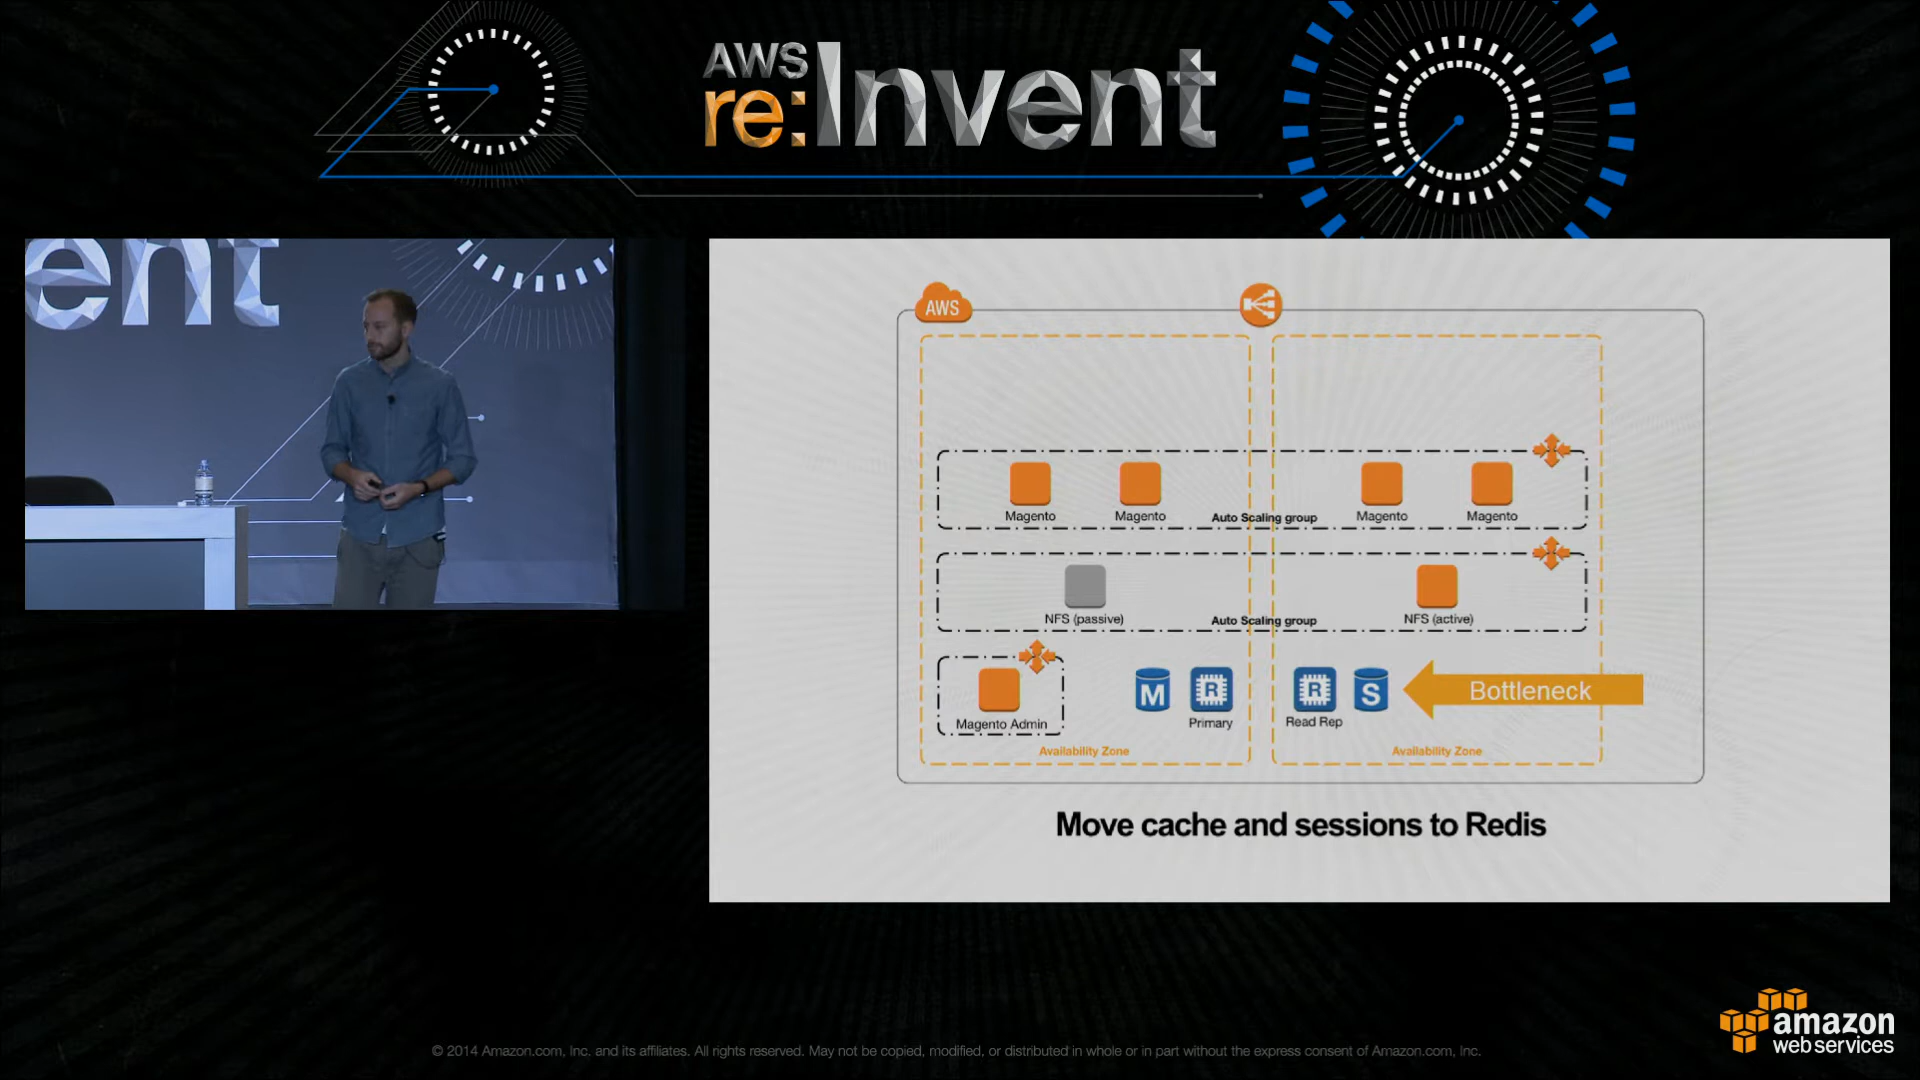 AWS
re:Invent
ent
AWS
Magento
Magento
Auto Scaling group
Magento
Magento
NFS (passive)
Auto Scaling group
NFS (active)
M
R
R
S
Bottleneck
Magento Admin
Primary
Read Rep
Availability Zone
Availability Zone
Move cache and sessions to Redis
amazon
web services
© 2014 Amazon.com, Inc. and its affiliates. All rights reserved. May not be copied, modified, or distributed in whole or in part without the express consent of Amazon.com, Inc.